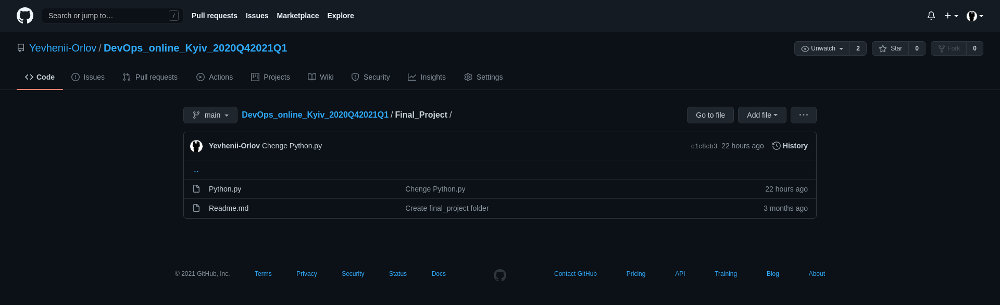 Search or jump to… / Pull requests Issues Marketplace Explore
Yevhenii-Orlov / DevOps_online_Kyiv_2020Q42021Q1 Unwatch 2 Star 0 Fork 0
Code Issues Pull requests Actions Projects Wiki Security Insights Settings
main DevOps_online_Kyiv_2020Q42021Q1 / Final_Project / Go to file Add file ...
Yevhenii-Orlov Chenge Python.py c1c8cb3 22 hours ago History
..
Python.py Chenge Python.py 22 hours ago
Readme.md Create final_project folder 3 months ago
© 2021 GitHub, Inc. Terms Privacy Security Status Docs Contact GitHub Pricing API Training Blog About